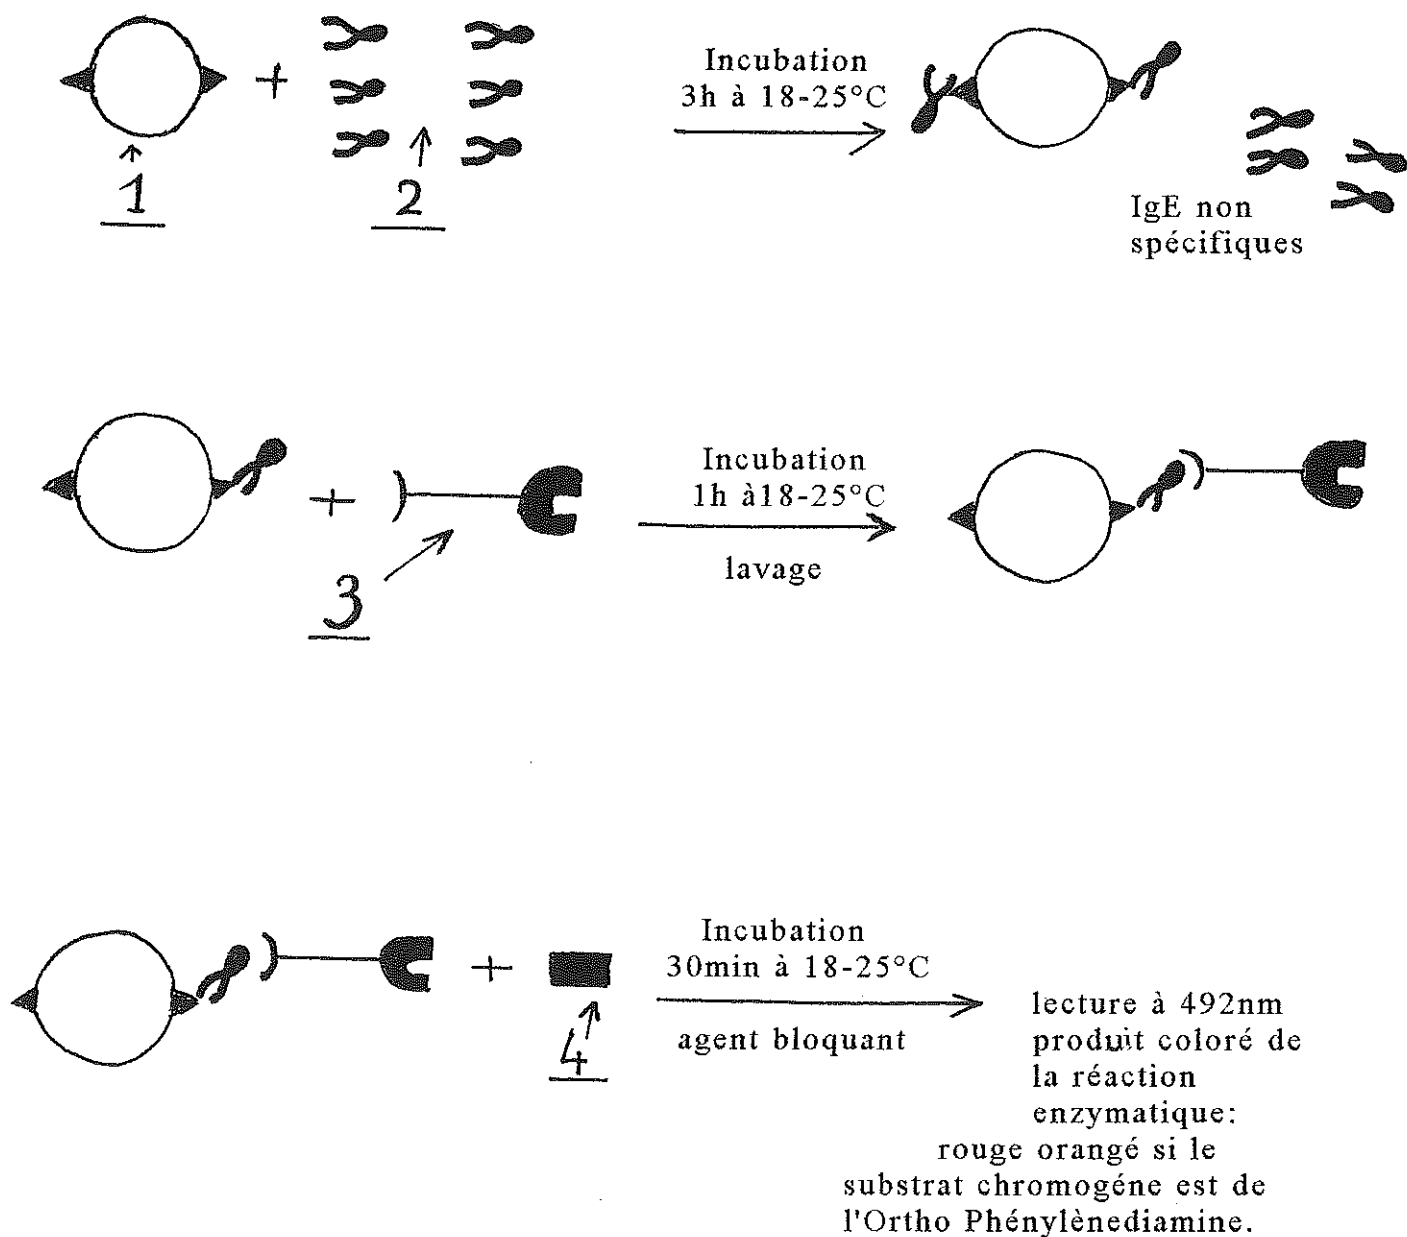 Incubation
3h à 18-25°C
+
1
2
IgE non
spécifiques
Incubation
1h à18-25°C
+
lavage
3
Incubation
30min à 18-25°C
+
agent bloquant
4
lecture à 492nm
produit coloré de
la réaction
enzymatique:
rouge orangé si le
substrat chromogéne est de
l'Ortho Phénylènediamine.